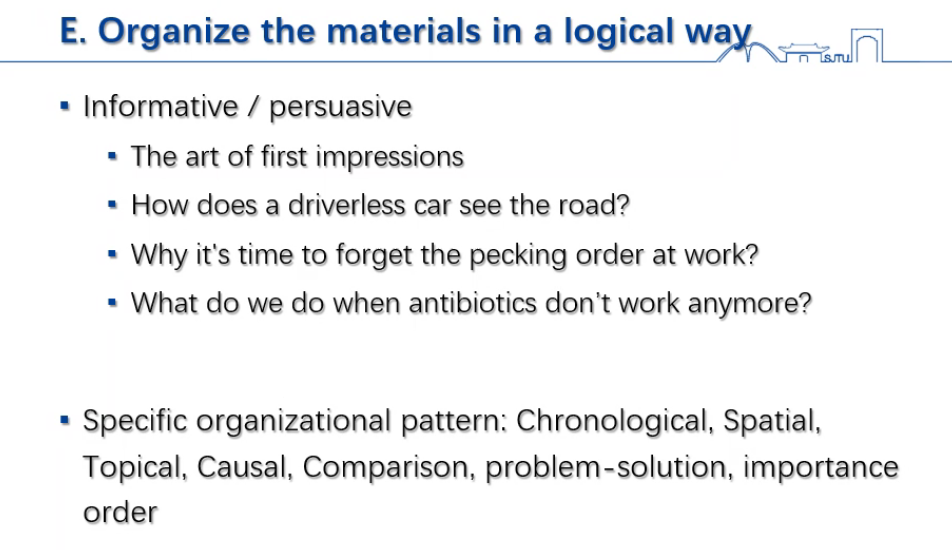 E. Organize the materials in a logical way
Informative / persuasive
The art of first impressions
How does a driverless car see the road?
Why it's time to forget the pecking order at work?
What do we do when antibiotics don’t work anymore?
Specific organizational pattern: Chronological, Spatial,
Topical, Causal, Comparison, problem-solution, importance
order